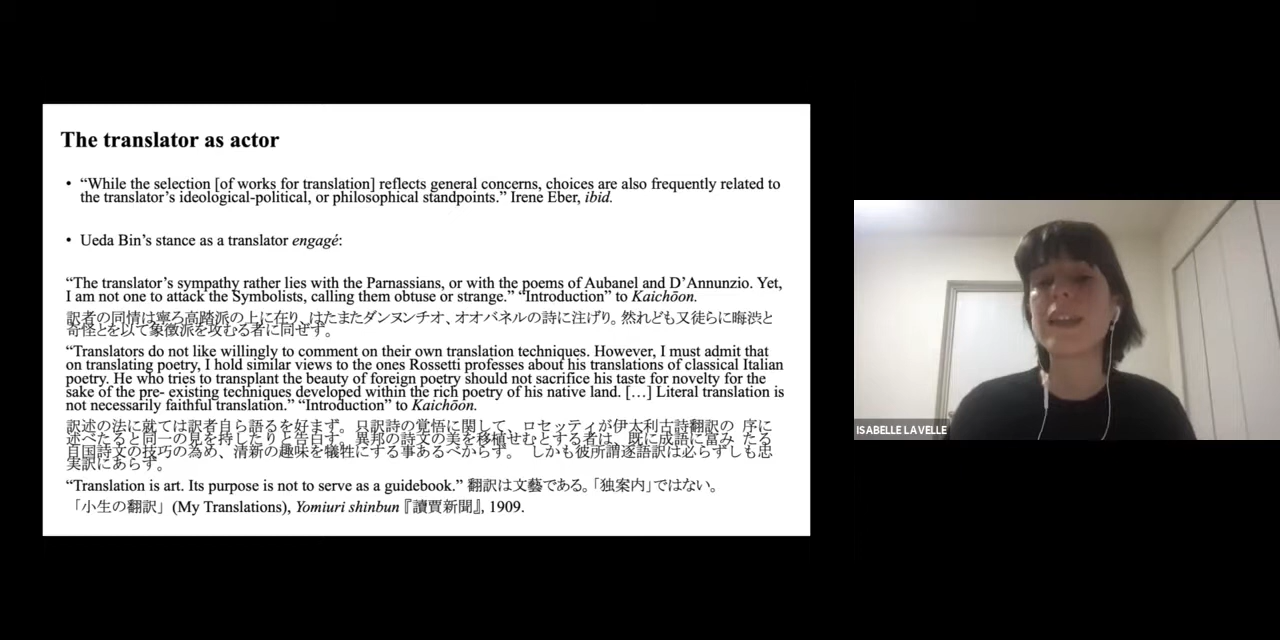 The translator as actor
• “While the selection [of works for translation] reflects general concerns, choices are also frequently related to
the translator’s ideological-political, or philosophical standpoints.” Irene Eber, ibid.
• Ueda Bin’s stance as a translator engagé:
“The translator’s sympathy rather lies with the Parnassians, or with the poems of Aubanel and D’Annunzio. Yet,
I am not one to attack the Symbolists, calling them obtuse or strange.” “Introduction” to Kaichōon.
訳者の同情は寧ろ高踏派の上に在り、はたまたダンヌンチオ、オオバネルの詩に注げり。然れども又徒らに晦渋と
奇怪とを以て象徴派を攻むる者に同ぜず。
“Translators do not like willingly to comment on their own translation techniques. However, I must admit that
on translating poetry, I hold similar views to the ones Rossetti professes about his translations of classical Italian
poetry. He who tries to transplant the beauty of foreign poetry should not sacrifice his taste for novelty for the
sake of the pre- existing techniques developed within the rich poetry of his native land. […] Literal translation is
not necessarily faithful translation.” “Introduction” to Kaichōon.
訳述の法に就ては訳者自ら語るを好まず。只訳詩の覚悟に関して、ロセッティが伊太利古詩翻訳の 序に
述べたると同一の見を持したりと告白す。異邦の詩文の美を移植せむとする者は、既に成語に富み たる
自国詩文の技巧の為め、清新の趣味を犠牲にする事あるべからず。 しかも彼所謂逐語訳は必らずしも忠
実訳にあらず。
“Translation is art. Its purpose is not to serve as a guidebook.” 翻訳は文藝である。「独案内」ではない。
「小生の翻訳」 (My Translations), Yomiuri shinbun『讀賈新聞』, 1909.
ISABELLE LAVELLE